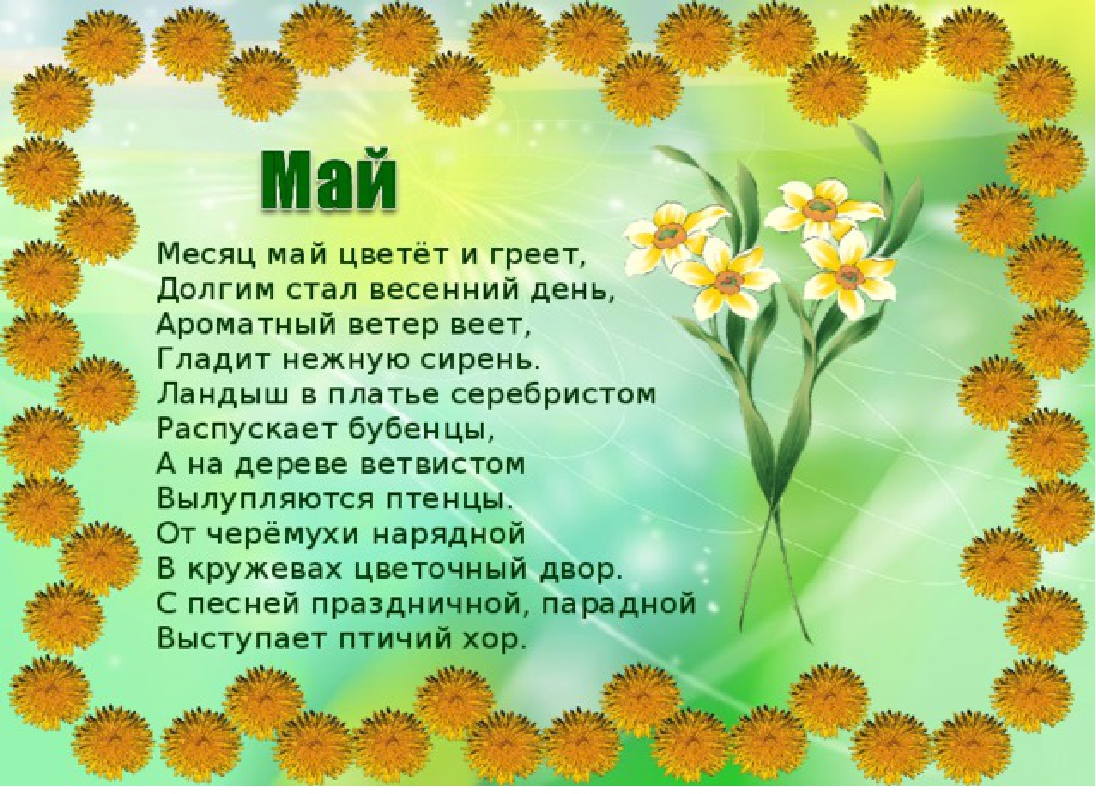 Май
Месяц май цветёт и греет,
Долгим стал весенний день,
Ароматный ветер веет,
Гладит нежную сирень.
Ландыш в платье серебристом
Распускает бубенцы,
А на дереве ветвистом
Вылупляются птенцы.
От черёмухи нарядной
В кружевах цветочный двор.
С песней праздничной, парадной
Выступает птичий хор.